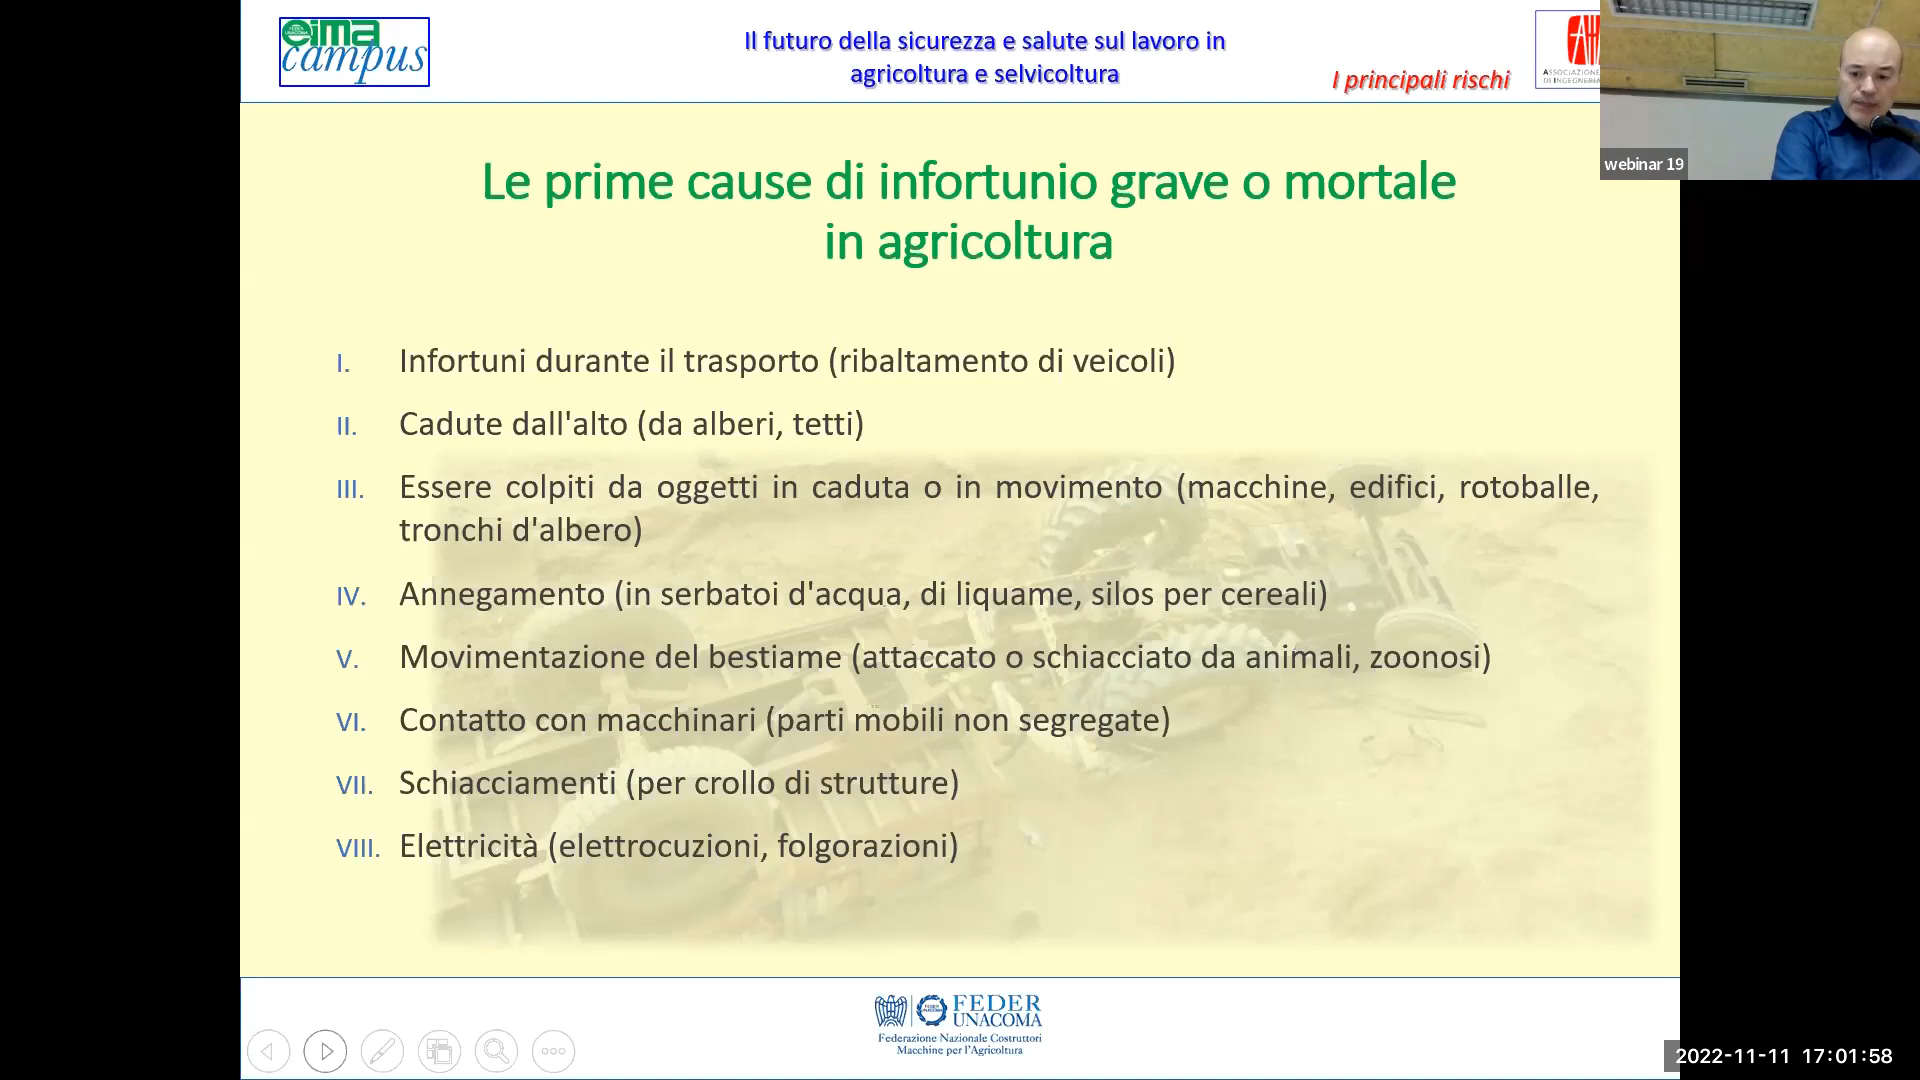 eima
campus
Il futuro della sicurezza e salute sul lavoro in
agricoltura e selvicoltura
I principali rischi
ASSOCIAZIONE
DI INGEGNERIA
webinar 19
Le prime cause di infortunio grave o mortale
in agricoltura
I. Infortuni durante il trasporto (ribaltamento di veicoli)
II. Cadute dall'alto (da alberi, tetti)
III. Essere colpiti da oggetti in caduta o in movimento (macchine, edifici, rotoballe,
tronchi d'albero)
IV. Annegamento (in serbatoi d'acqua, di liquame, silos per cereali)
V. Movimentazione del bestiame (attaccato o schiacciato da animali, zoonosi)
VI. Contatto con macchinari (parti mobili non segregate)
VII. Schiacciamenti (per crollo di strutture)
VIII. Elettricità (elettrocuzioni, folgorazioni)
FEDER
UNACOMA
Federazione Nazionale Costruttori
Macchine per l'Agricoltura
2022-11-11 17:01:58